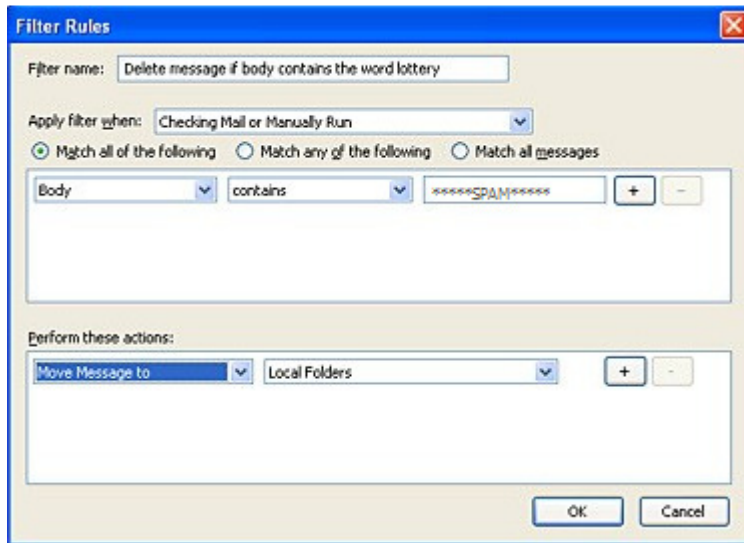 Filter Rules
Filter name: Delete message if body contains the word lottery
Apply filter when: Checking Mail or Manually Run
Match all of the following Match any of the following Match all messages
Body contains *****SPAM***** + -
Perform these actions:
Move Message to Local Folders + -
OK Cancel